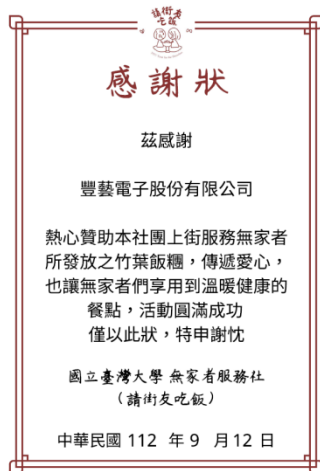 請街友
吃飯
感謝狀
茲感謝
豐藝電子股份有限公司
熱心贊助本社團上街服務無家者
所發放之竹葉飯糰，傳遞愛心，
也讓無家者們享用到溫暖健康的
餐點，活動圓滿成功
僅以此狀，特申謝忱
國立臺灣大學 無家者服務社
（請街友吃飯）
中華民國 112 年 9 月 12 日